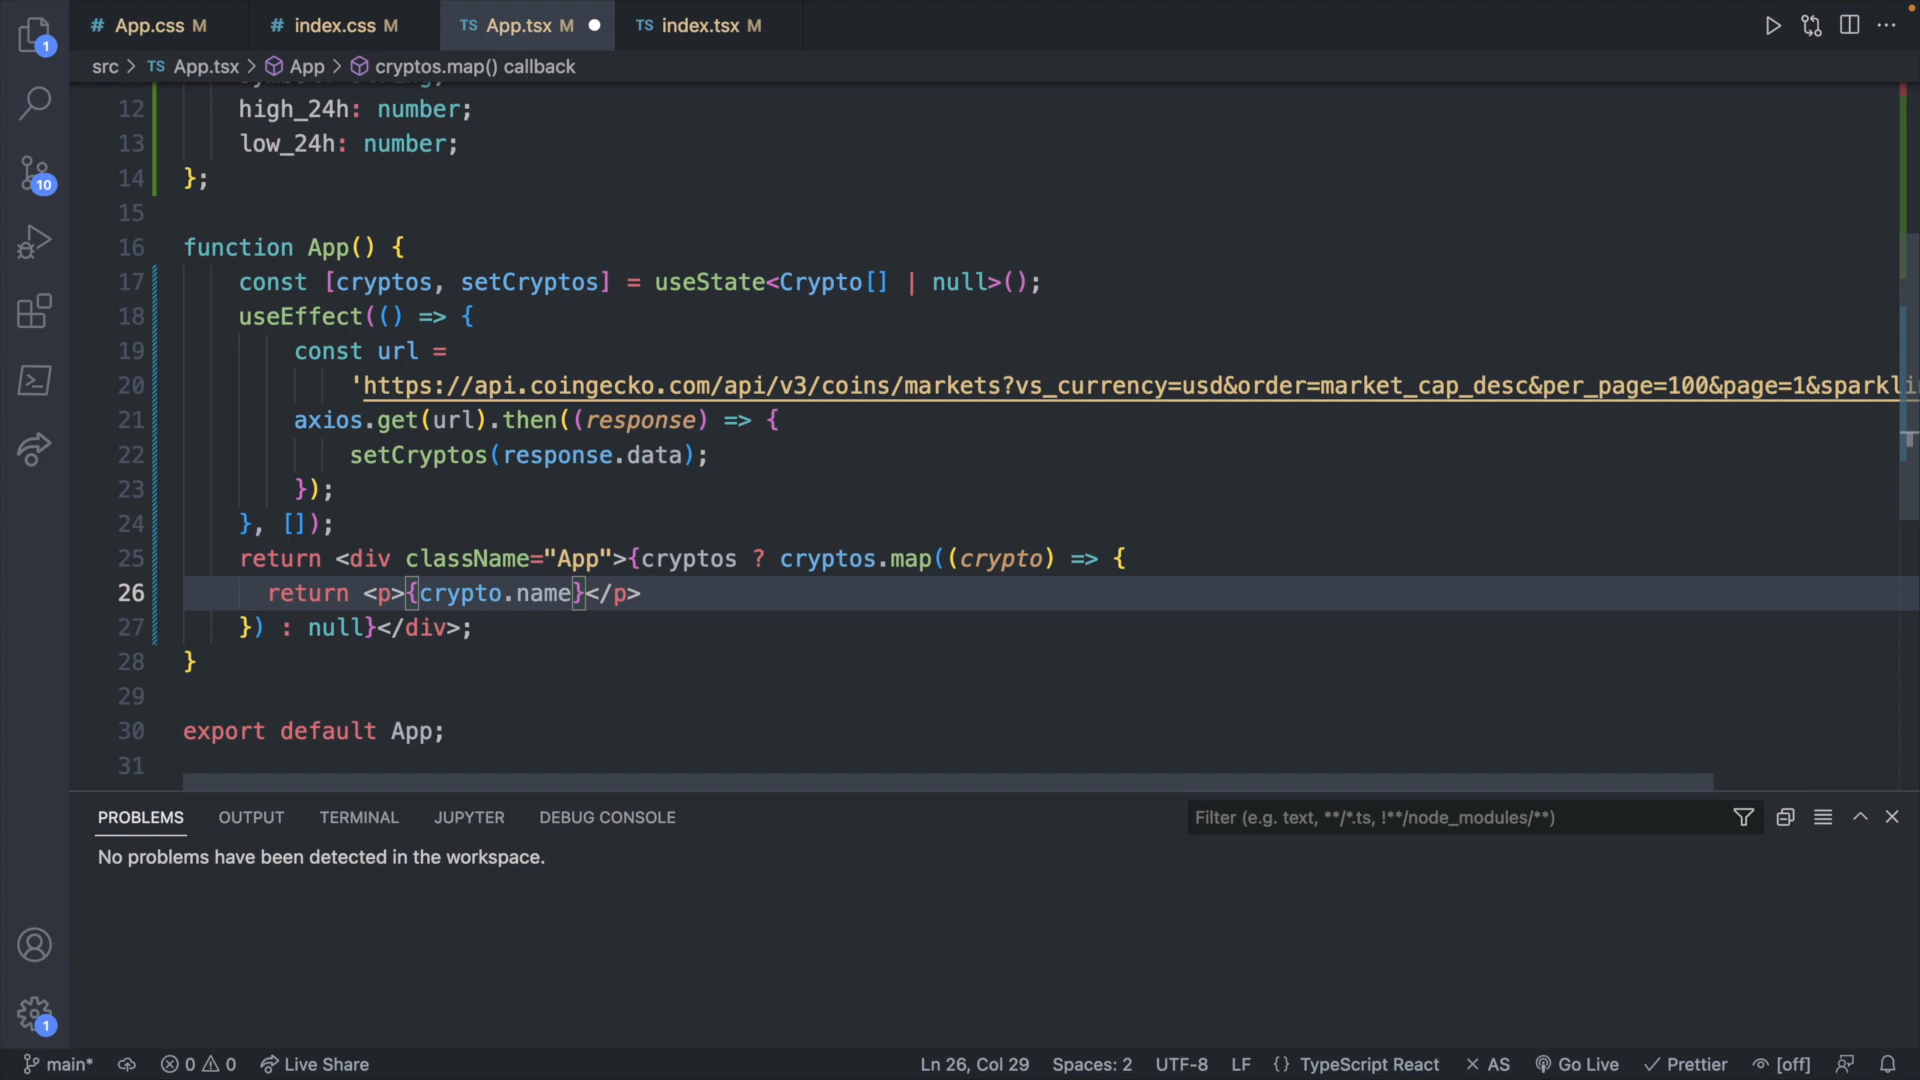 # App.css M # index.css M TS App.tsx M TS index.tsx M
src > TS App.tsx > App > cryptos.map() callback
12 high_24h: number;
13 low_24h: number;
14 };
15
16 function App() {
17 const [cryptos, setCryptos] = useState<Crypto[] | null>();
18 useEffect(() => {
19 const url =
20 'https://api.coingecko.com/api/v3/coins/markets?vs_currency=usd&order=market_cap_desc&per_page=100&page=1&sparkli
21 axios.get(url).then((response) => {
22 setCryptos(response.data);
23 });
24 }, []);
25 return <div className="App">{cryptos ? cryptos.map((crypto) => {
26 return <p>{crypto.name}</p>
27 }) : null}</div>;
28 }
29
30 export default App;
31
PROBLEMS OUTPUT TERMINAL JUPYTER DEBUG CONSOLE Filter (e.g. text, **/*.ts, !**/node_modules/**)
No problems have been detected in the workspace.
1
10
1
main* 0 0 Live Share Ln 26, Col 29 Spaces: 2 UTF-8 LF {} TypeScript React AS Go Live Prettier [off]